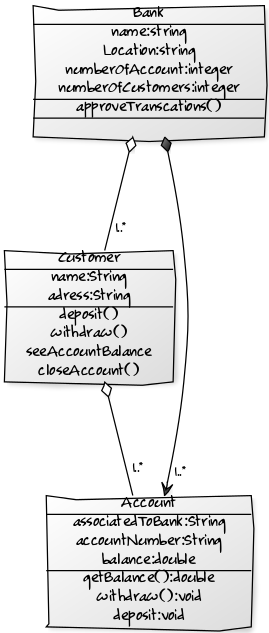 Bank
name:string
Location:string
numberOfAccount:integer
numberOfCustomers:integer
approveTranscations()
1..*
Customer
name:String
adress:String
deposit()
withdraw()
seeAccountBalance
closeAccount()
1..*
1..*
Account
associatedToBank:String
accountNumber:String
balance:double
getBalance():double
withdraw():void
deposit:void